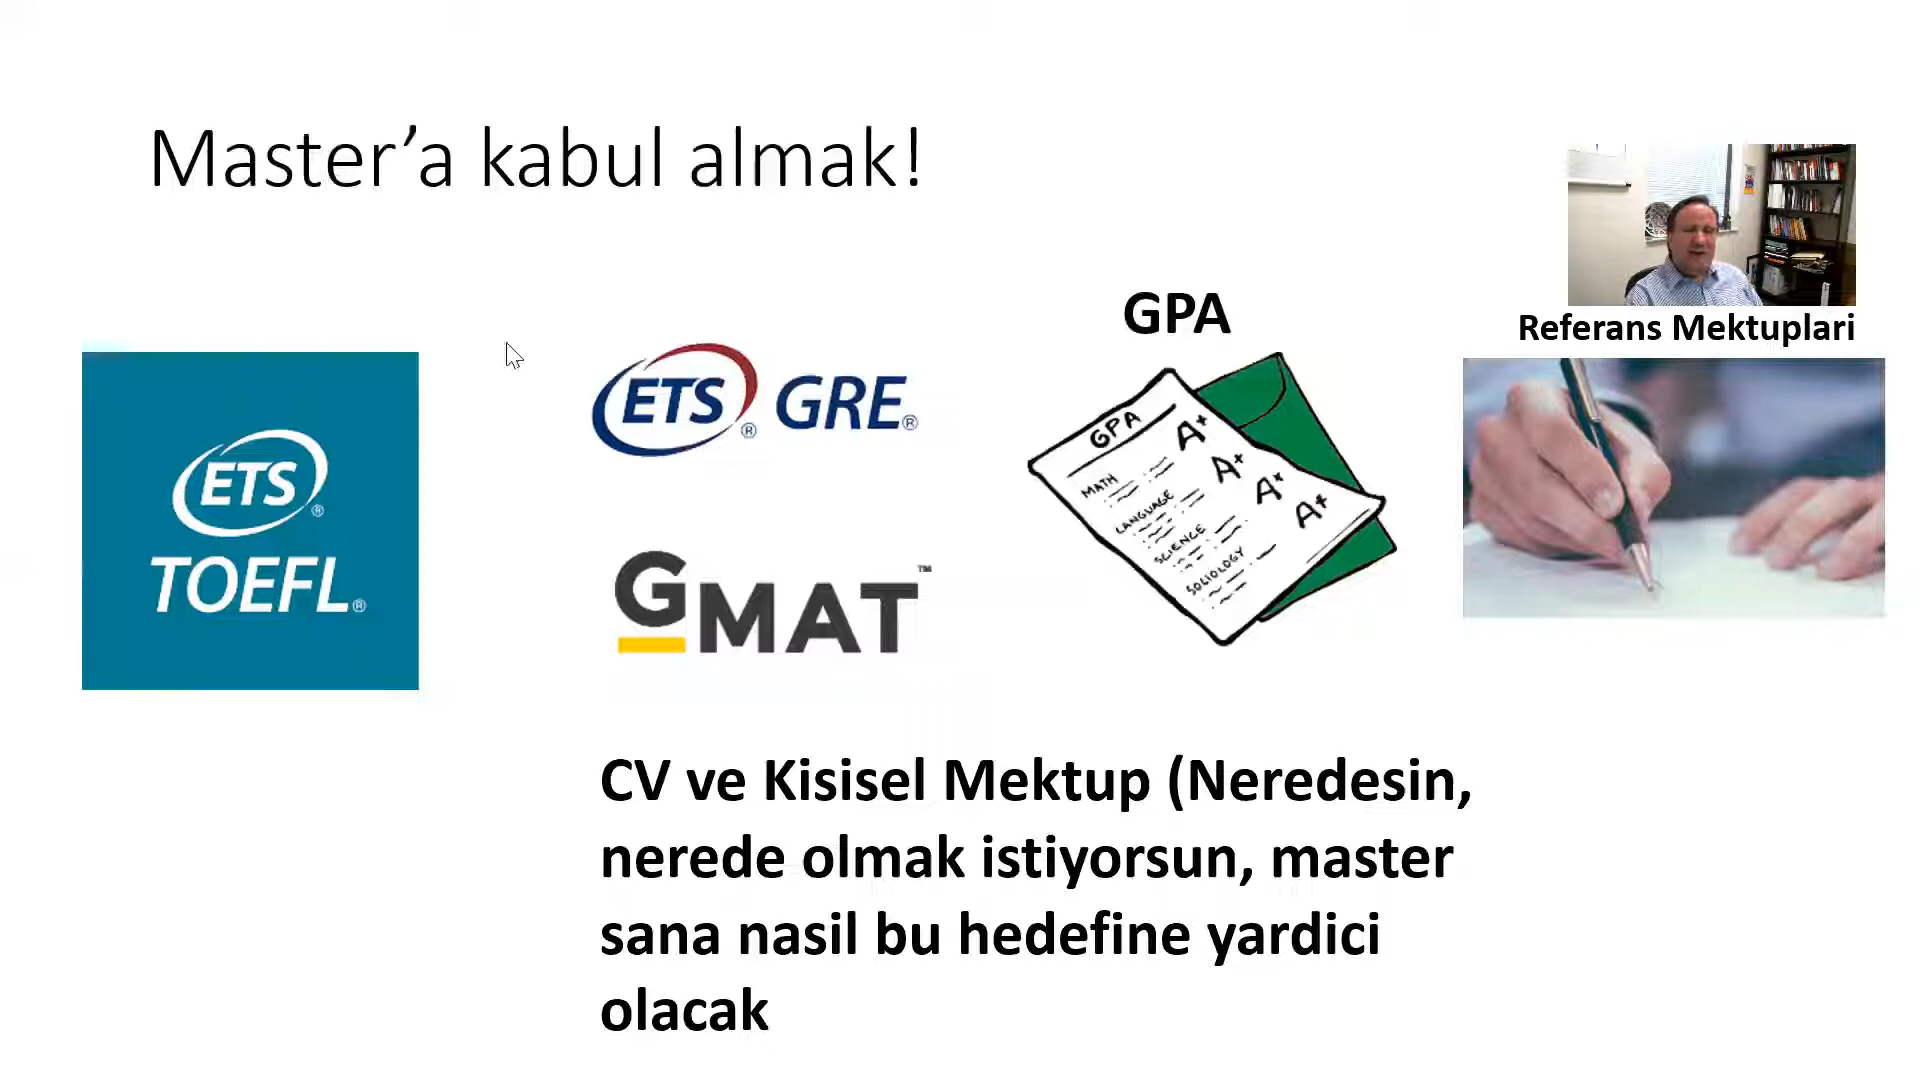 Master’a kabul almak!
GPA
Referans Mektuplari
ETS®
TOEFL®
ETS® GRE®
GMAT™
GPA
MATH
A+
LANGUAGE
A+
SCIENCE
A+
SOCIOLOGY
A+
CV ve Kisisel Mektup (Neredesin,
nerede olmak istiyorsun, master
sana nasil bu hedefine yardici
olacak